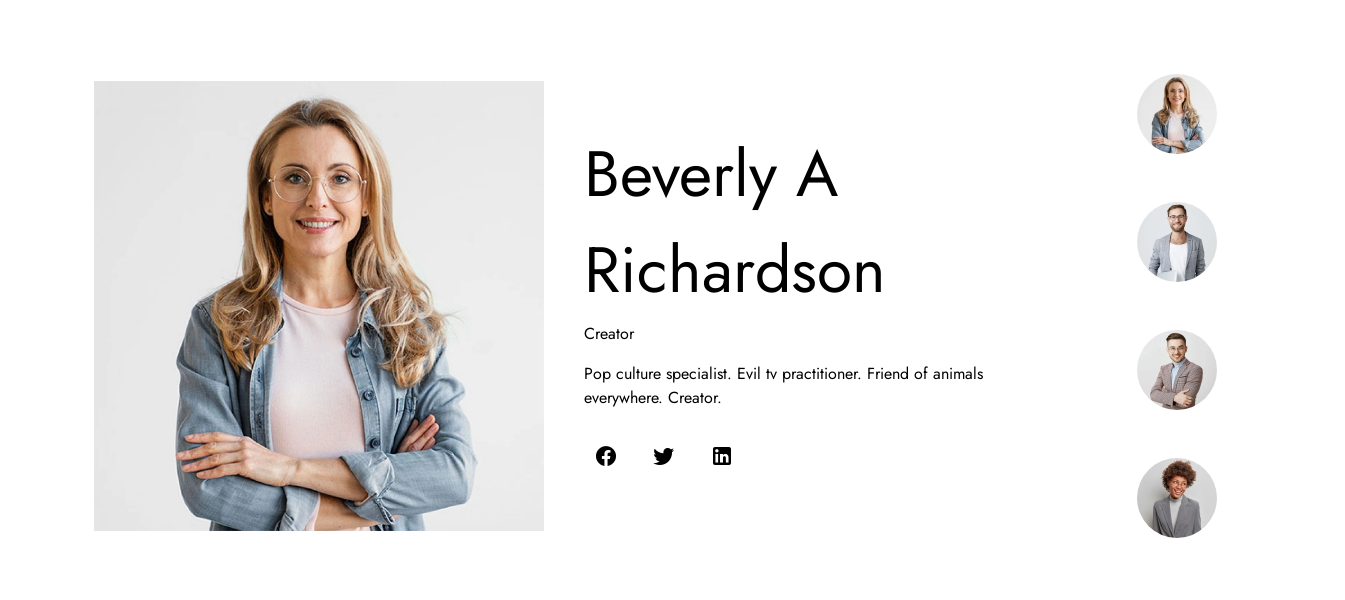 Beverly A
Richardson
Creator
Pop culture specialist. Evil tv practitioner. Friend of animals
everywhere. Creator.